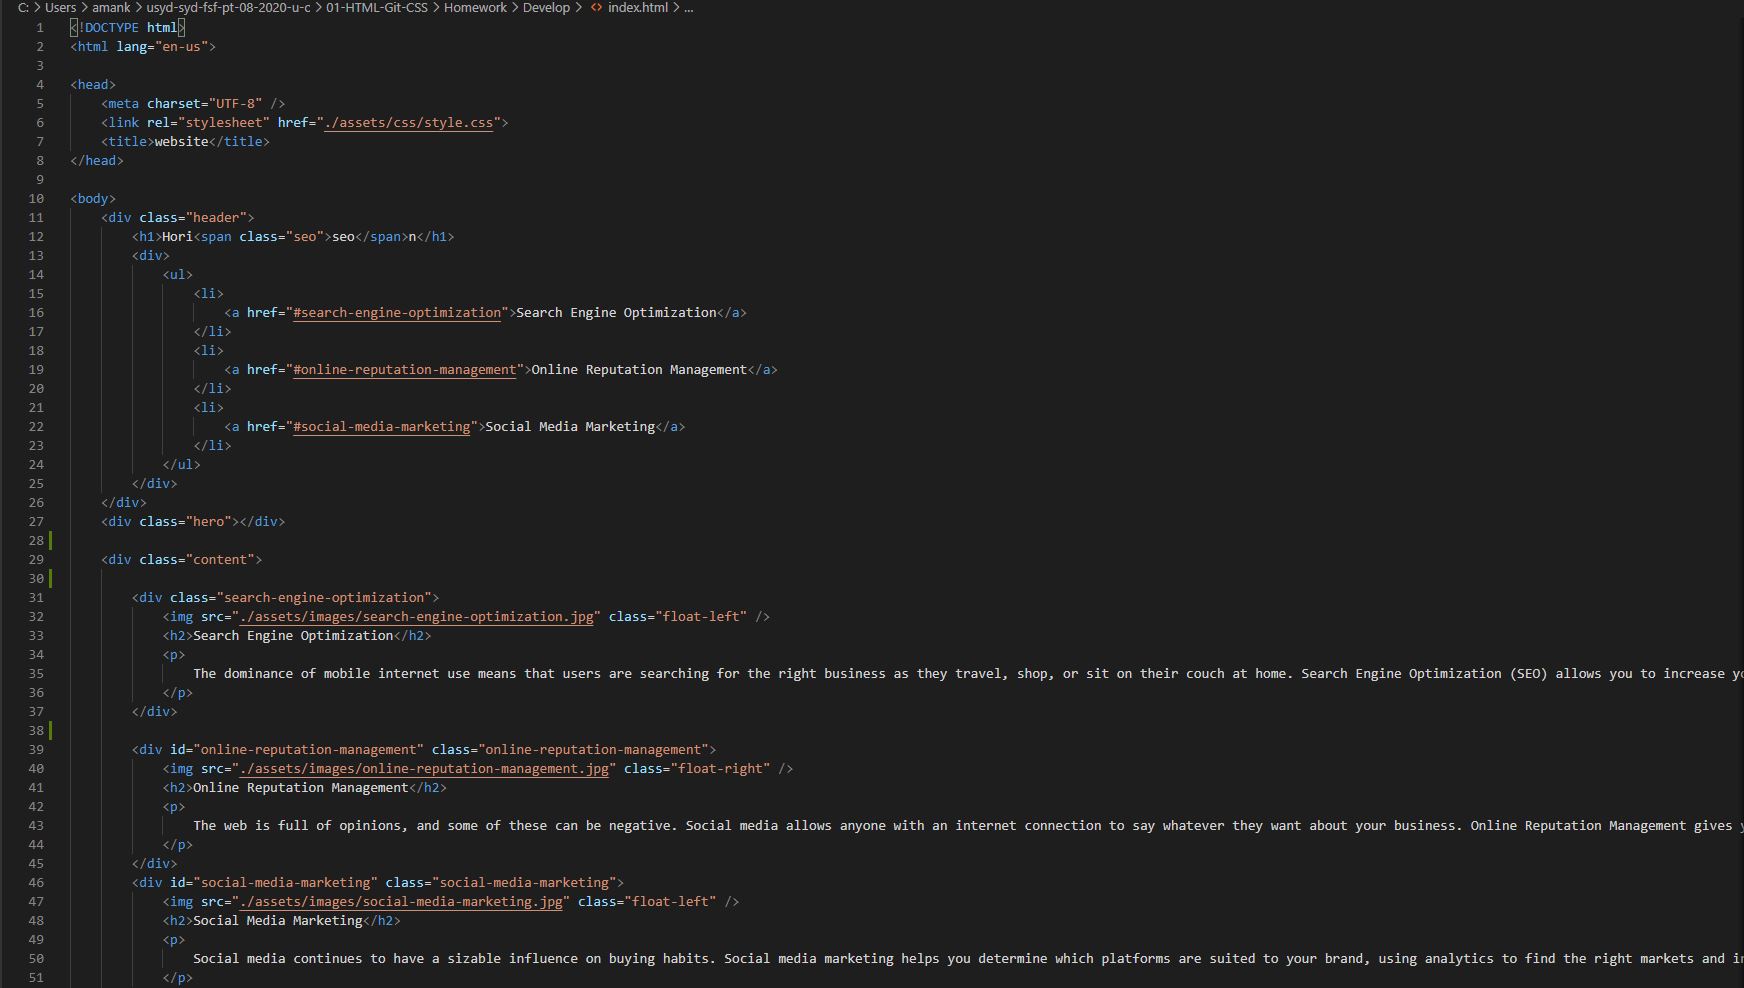 C: > Users > amank > usyd-syd-fsf-pt-08-2020-u-c > 01-HTML-Git-CSS > Homework > Develop > <> index.html > ...
1 <!DOCTYPE html>
2 <html lang="en-us">
3
4 <head>
5     <meta charset="UTF-8" />
6     <link rel="stylesheet" href="./assets/css/style.css">
7     <title>website</title>
8 </head>
9
10 <body>
11     <div class="header">
12         <h1>Hori<span class="seo">seo</span>n</h1>
13         <div>
14             <ul>
15                 <li>
16                     <a href="#search-engine-optimization">Search Engine Optimization</a>
17                 </li>
18                 <li>
19                     <a href="#online-reputation-management">Online Reputation Management</a>
20                 </li>
21                 <li>
22                     <a href="#social-media-marketing">Social Media Marketing</a>
23                 </li>
24             </ul>
25         </div>
26     </div>
27     <div class="hero"></div>
28
29     <div class="content">
30
31         <div class="search-engine-optimization">
32             <img src="./assets/images/search-engine-optimization.jpg" class="float-left" />
33             <h2>Search Engine Optimization</h2>
34             <p>
35                 The dominance of mobile internet use means that users are searching for the right business as they travel, shop, or sit on their couch at home. Search Engine Optimization (SEO) allows you to increase
36             </p>
37         </div>
38
39         <div id="online-reputation-management" class="online-reputation-management">
40             <img src="./assets/images/online-reputation-management.jpg" class="float-right" />
41             <h2>Online Reputation Management</h2>
42             <p>
43                 The web is full of opinions, and some of these can be negative. Social media allows anyone with an internet connection to say whatever they want about your business. Online Reputation Management gives
44             </p>
45         </div>
46         <div id="social-media-marketing" class="social-media-marketing">
47             <img src="./assets/images/social-media-marketing.jpg" class="float-left" />
48             <h2>Social Media Marketing</h2>
49             <p>
50                 Social media continues to have a sizable influence on buying habits. Social media marketing helps you determine which platforms are suited to your brand, using analytics to find the right markets and
51             </p>